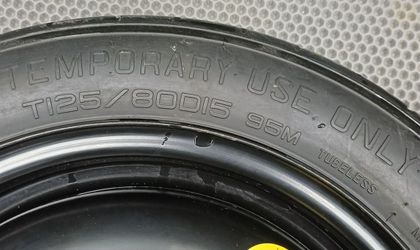 TEMPORARY USE ONLY
T125/80D15 95M TUBELESS